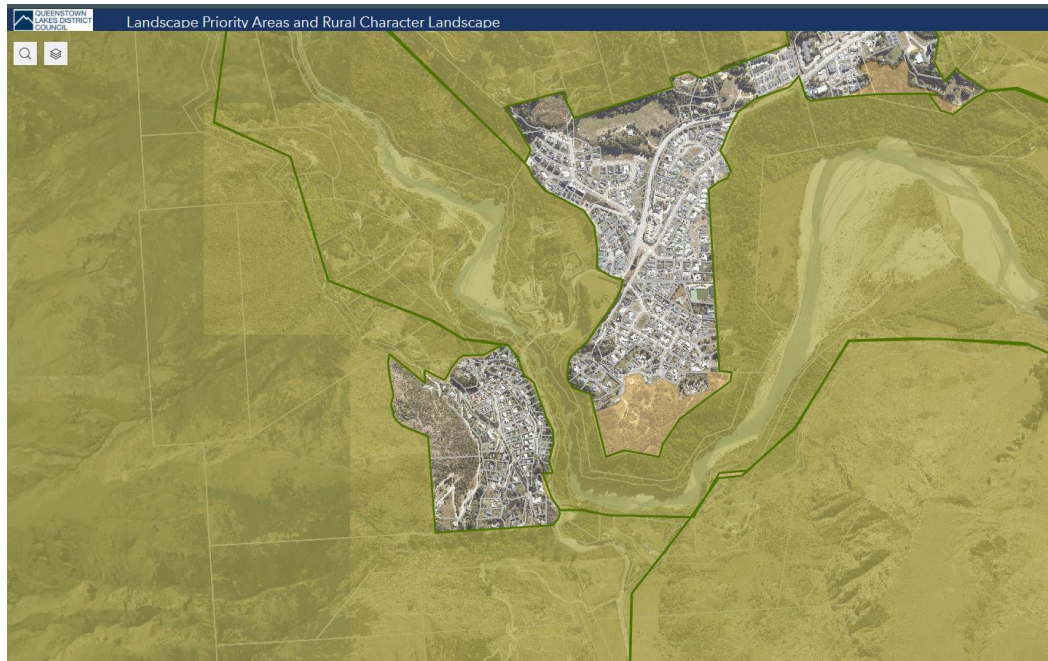 QUEENSTOWN
LAKES DISTRICT
COUNCIL
Landscape Priority Areas and Rural Character Landscape